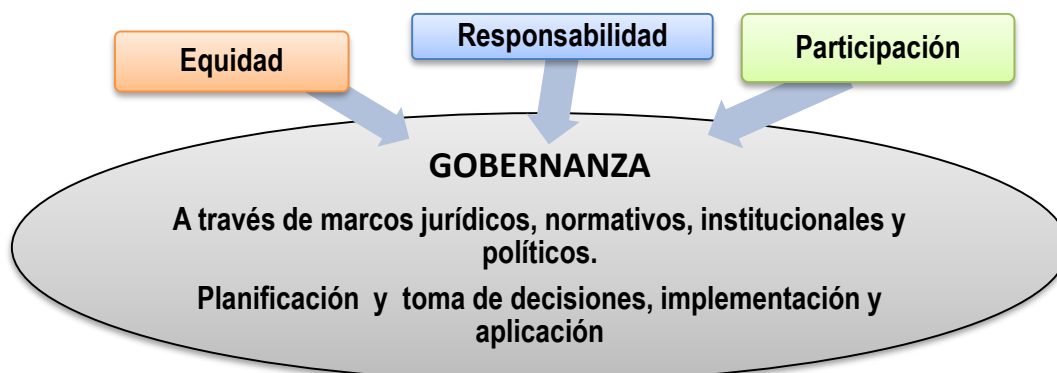 Equidad
Responsabilidad
Participación
GOBERNANZA
A través de marcos jurídicos, normativos, institucionales y
políticos.
Planificación y toma de decisiones, implementación y
aplicación